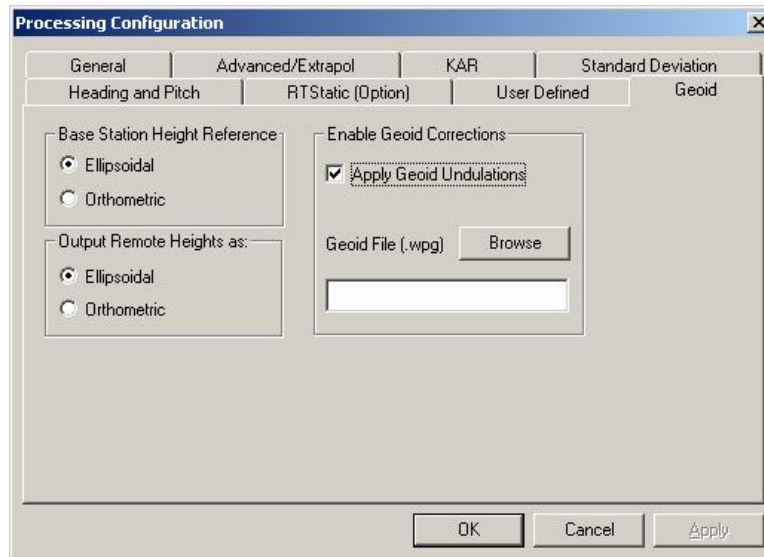 Processing Configuration
General
Advanced/Extrapol
KAR
Standard Deviation
Heading and Pitch
RTStatic (Option)
User Defined
Geoid
Base Station Height Reference
Ellipsoidal
Orthometric
Output Remote Heights as:
Ellipsoidal
Orthometric
Enable Geoid Corrections
Apply Geoid Undulations
Geoid File (.wpg)
Browse
OK
Cancel
Apply